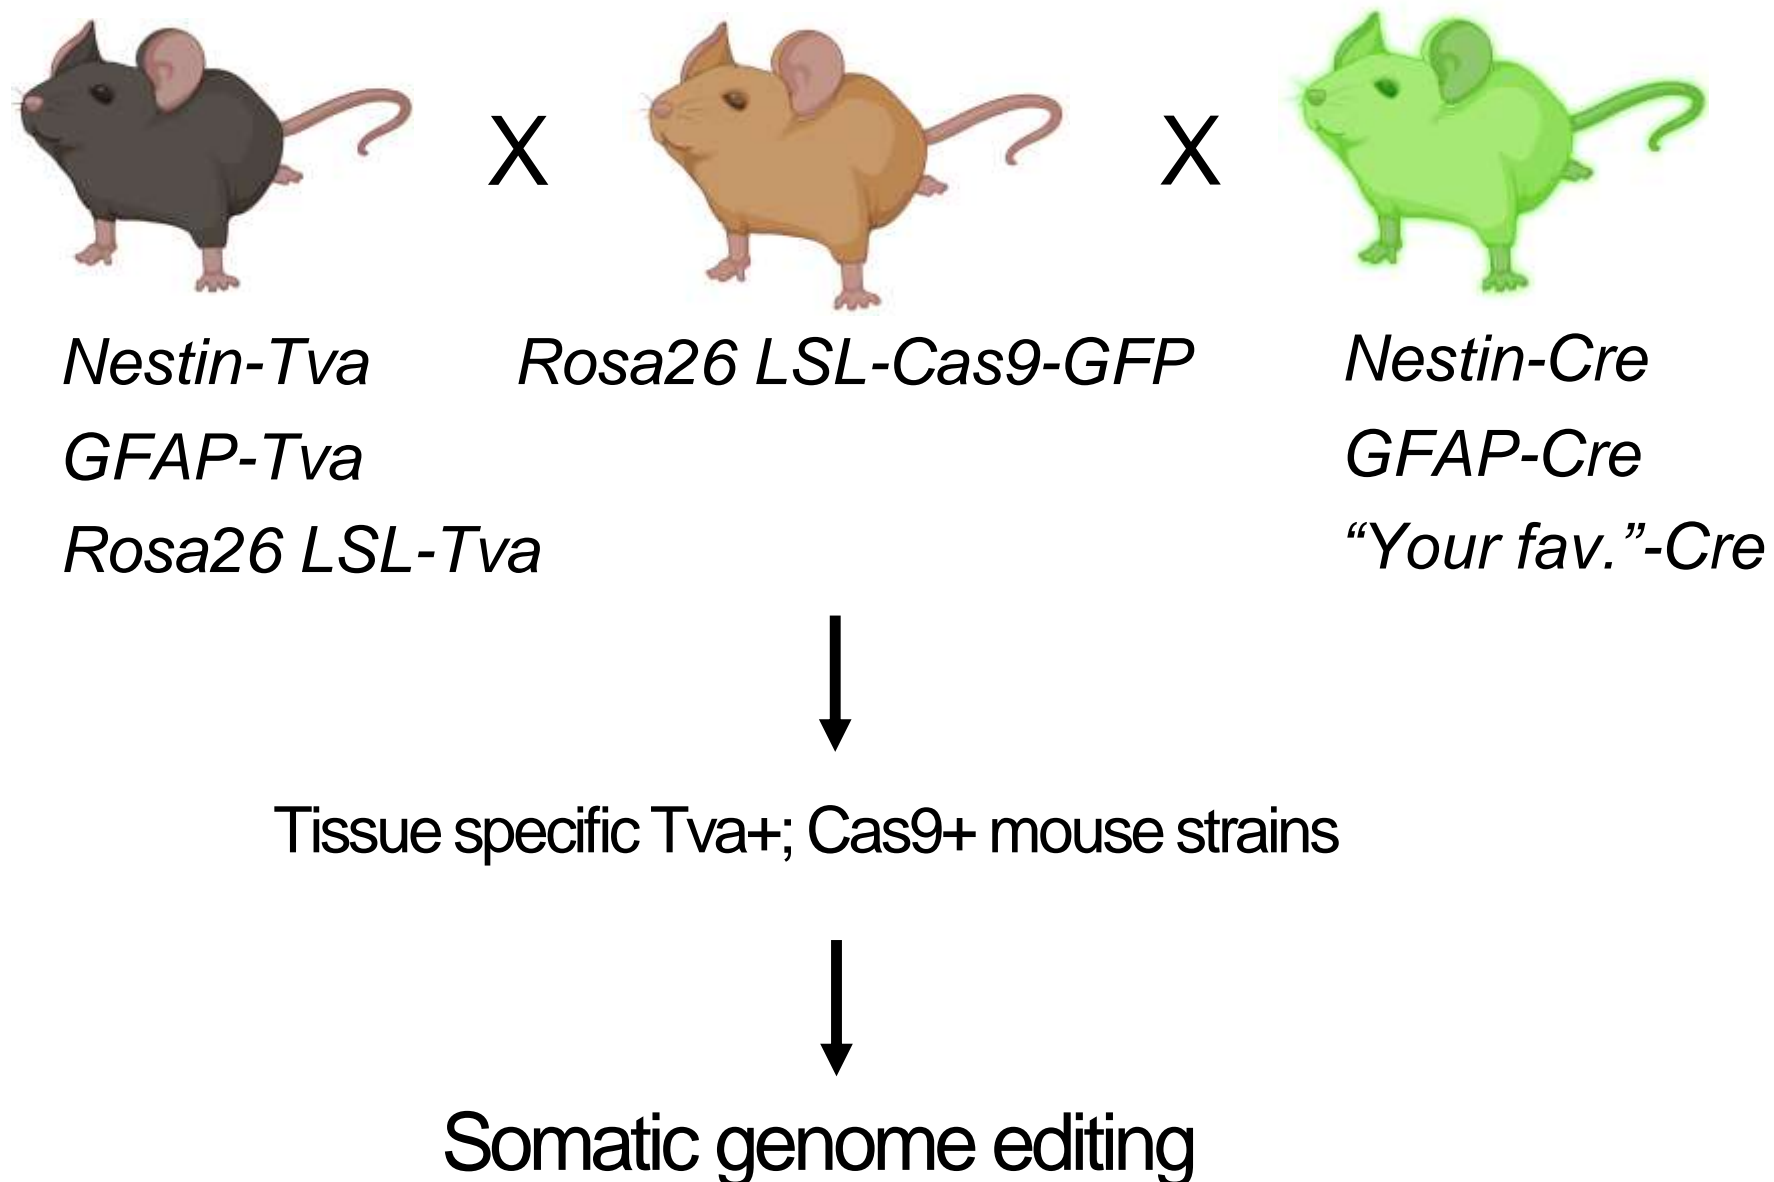 X X
Nestin-Tva Rosa26 LSL-Cas9-GFP Nestin-Cre
GFAP-Tva GFAP-Cre
Rosa26 LSL-Tva “Your fav.”-Cre
Tissue specific Tva+; Cas9+ mouse strains
Somatic genome editing